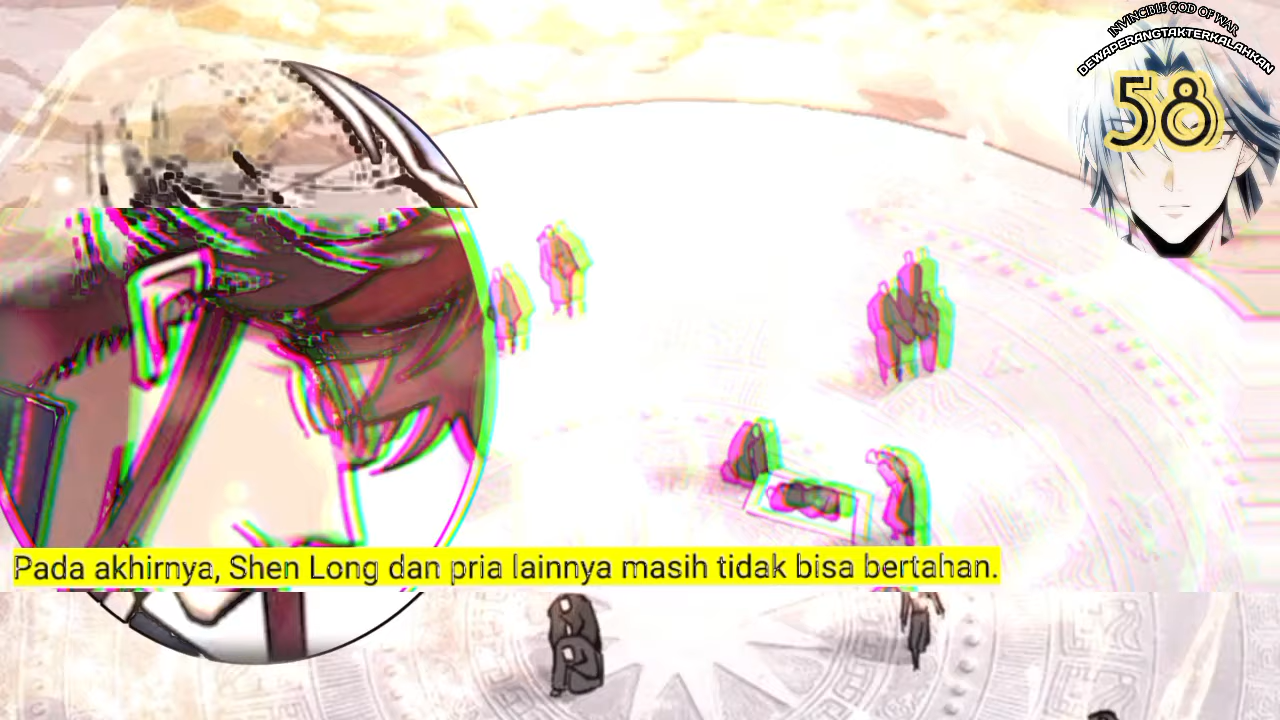 INVINCIBLE GOD OF WAR
DEWAPERANGTAKTERKALAHKAN
58
Pada akhirnya, Shen Long dan pria lainnya masih tidak bisa bertahan.